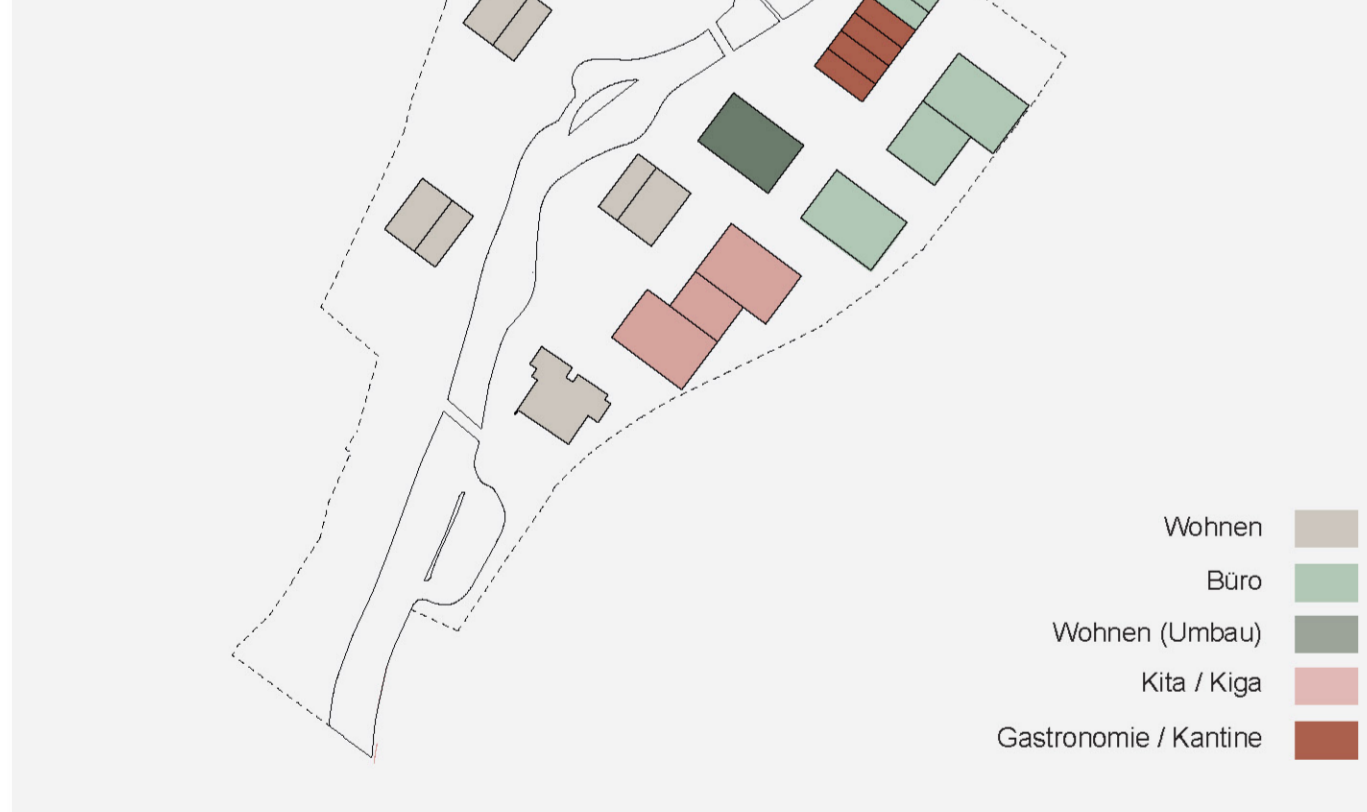 Wohnen
Büro
Wohnen (Umbau)
Kita / Kiga
Gastronomie / Kantine